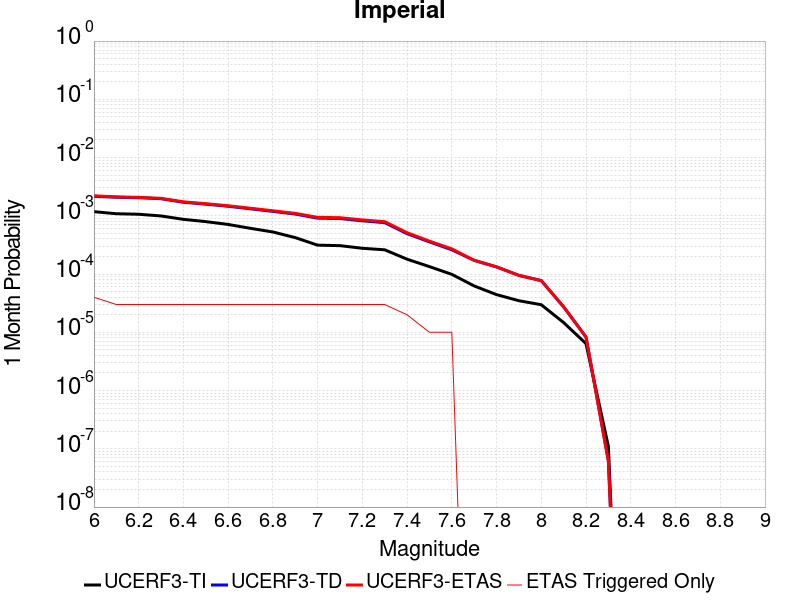 Imperial
10^0
10^-1
10^-2
10^-3
10^-4
10^-5
10^-6
10^-7
10^-8
1 Month Probability
6 6.2 6.4 6.6 6.8 7 7.2 7.4 7.6 7.8 8 8.2 8.4 8.6 8.8 9
Magnitude
UCERF3-TI UCERF3-TD UCERF3-ETAS ETAS Triggered Only